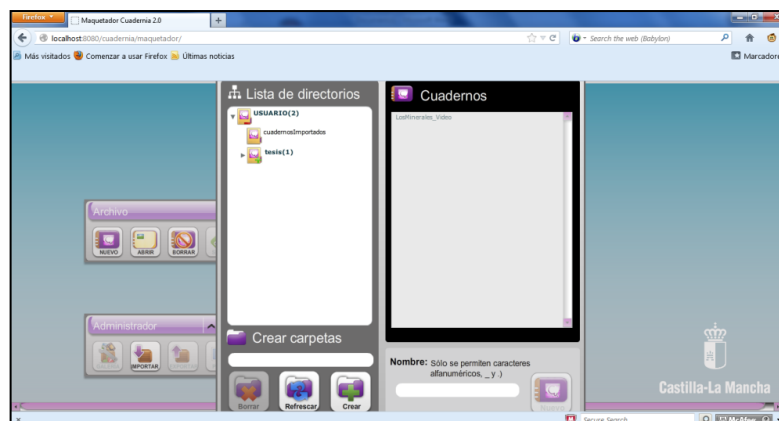 Firefox
Maquetador Cuadernia 2.0
+
localhost:8080/cuadernia/maquetador/
Search the web (Babylon)
Más visitados Comenzar a usar Firefox Últimas noticias
Marcadores
Lista de directorios
USUARIO(2)
cuadernosImportados
tesis(1)
Cuadernos
LosMinerales_Video
Archivo
NUEVO ABRIR BORRAR
Administrador
IMPORTAR
Crear carpetas
Borrar Refrescar Crear
Nombre: Sólo se permiten caracteres
alfanuméricos, _ y .)
Nuevo
Castilla-La Mancha
x
Secure Search
McAfee